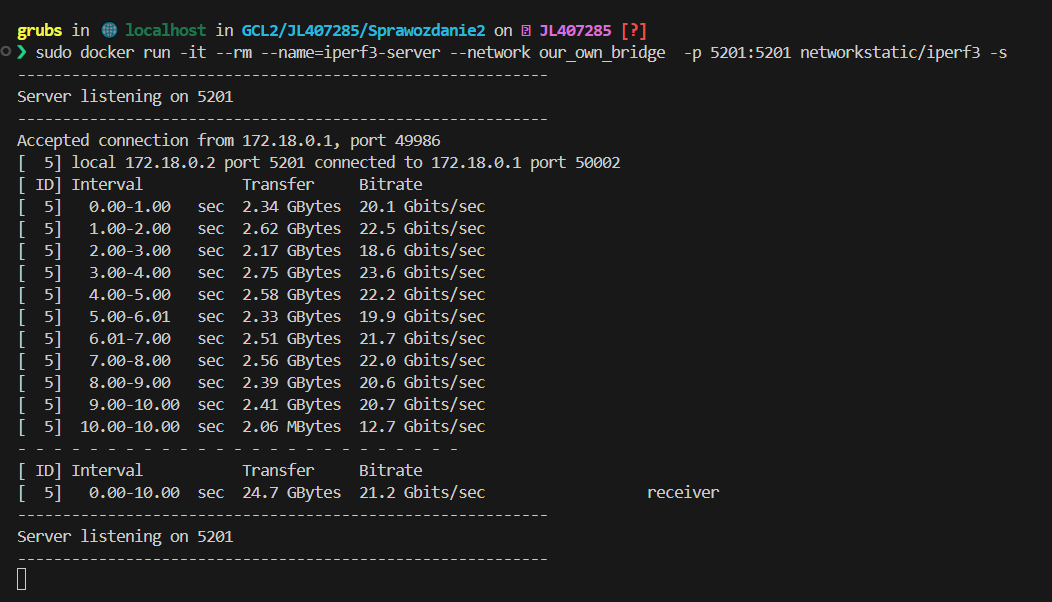 grubs in 🌐 localhost in GCL2/JL407285/Sprawozdanie2 on JL407285 [?]
❯ sudo docker run -it --rm --name=iperf3-server --network our_own_bridge  -p 5201:5201 networkstatic/iperf3 -s
-----------------------------------------------------------
Server listening on 5201
-----------------------------------------------------------
Accepted connection from 172.18.0.1, port 49986
[  5] local 172.18.0.2 port 5201 connected to 172.18.0.1 port 50002
[ ID] Interval           Transfer     Bitrate
[  5]   0.00-1.00   sec  2.34 GBytes  20.1 Gbits/sec
[  5]   1.00-2.00   sec  2.62 GBytes  22.5 Gbits/sec
[  5]   2.00-3.00   sec  2.17 GBytes  18.6 Gbits/sec
[  5]   3.00-4.00   sec  2.75 GBytes  23.6 Gbits/sec
[  5]   4.00-5.00   sec  2.58 GBytes  22.2 Gbits/sec
[  5]   5.00-6.01   sec  2.33 GBytes  19.9 Gbits/sec
[  5]   6.01-7.00   sec  2.51 GBytes  21.7 Gbits/sec
[  5]   7.00-8.00   sec  2.56 GBytes  22.0 Gbits/sec
[  5]   8.00-9.00   sec  2.39 GBytes  20.6 Gbits/sec
[  5]   9.00-10.00  sec  2.41 GBytes  20.7 Gbits/sec
[  5]  10.00-10.00  sec  2.06 MBytes  12.7 Gbits/sec
- - - - - - - - - - - - - - - - - - - - - - - - -
[ ID] Interval           Transfer     Bitrate
[  5]   0.00-10.00  sec  24.7 GBytes  21.2 Gbits/sec                  receiver
-----------------------------------------------------------
Server listening on 5201
-----------------------------------------------------------